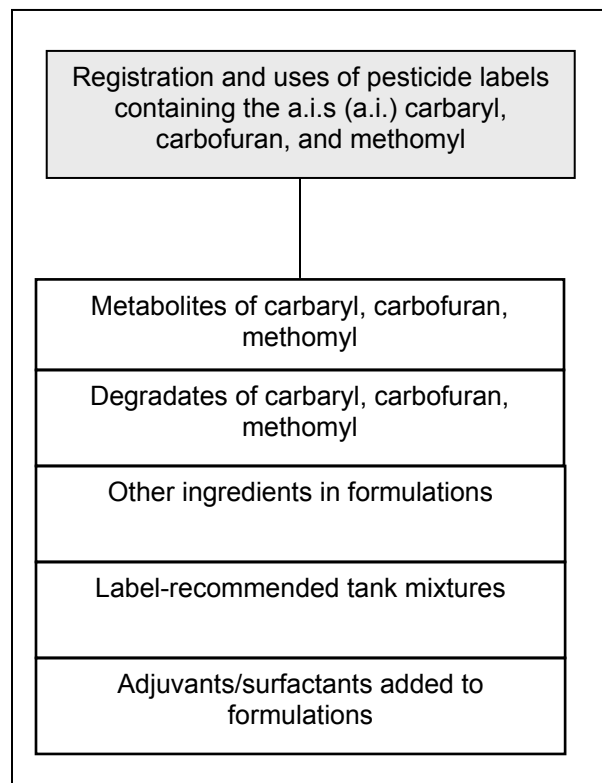 Registration and uses of pesticide labels
containing the a.i.s (a.i.) carbaryl,
carbofuran, and methomyl
Metabolites of carbaryl, carbofuran,
methomyl
Degradates of carbaryl, carbofuran,
methomyl
Other ingredients in formulations
Label-recommended tank mixtures
Adjuvants/surfactants added to
formulations